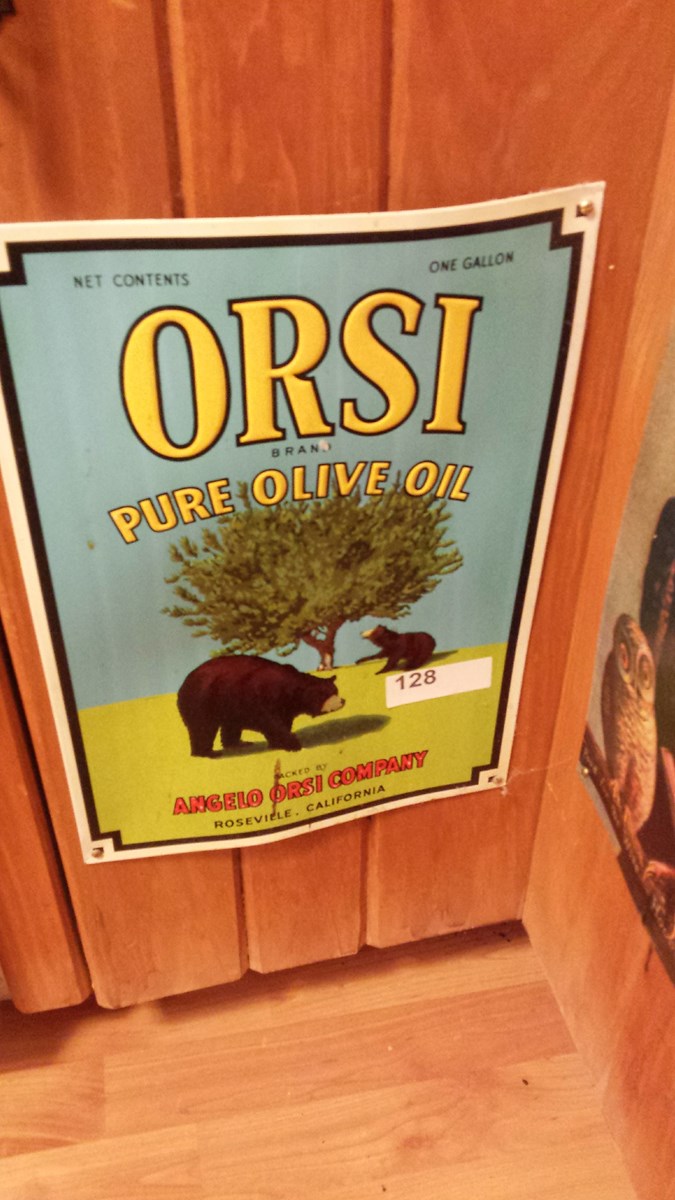 NET CONTENTS ONE GALLON
ORSI
BRAND
PURE OLIVE OIL
128
PACKED BY
ANGELO ORSI COMPANY
ROSEVILLE, CALIFORNIA